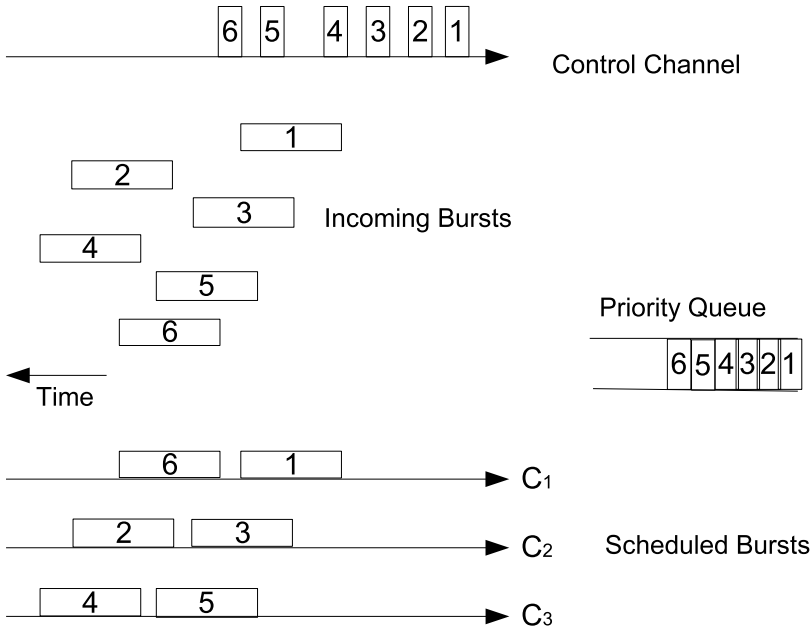 6 5 4 3 2 1
Control Channel
1
2
3
Incoming Bursts
4
5
6
Priority Queue
6 5 4 3 2 1
Time
6 1 C1
2 3 C2
Scheduled Bursts
4 5 C3